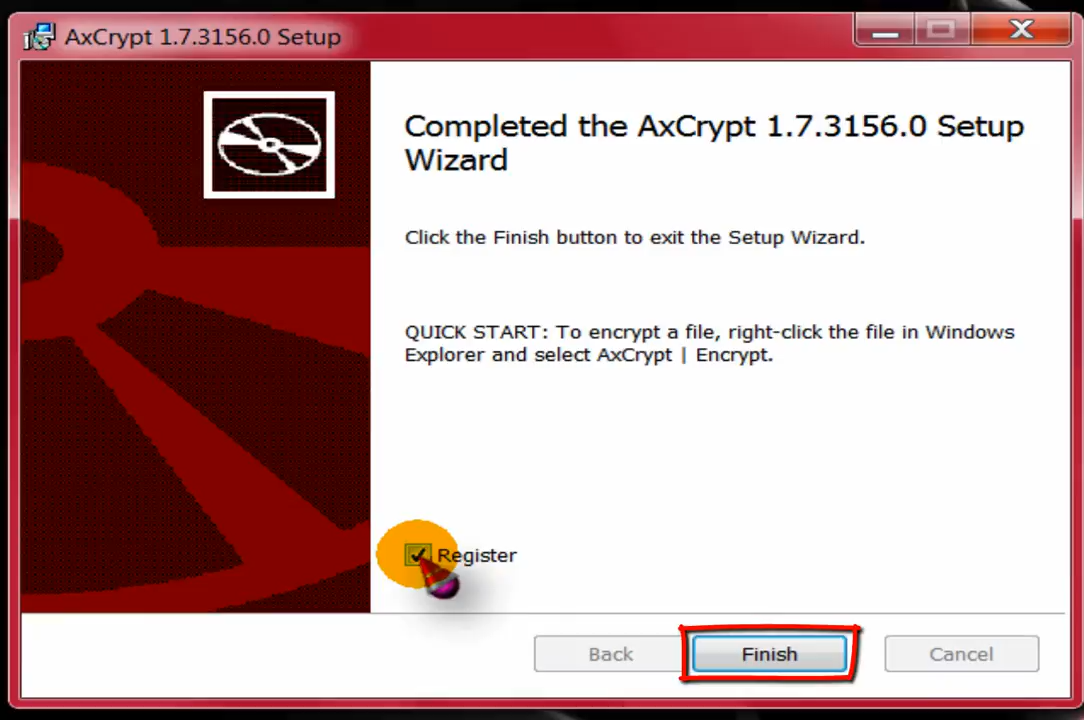 AxCrypt 1.7.3156.0 Setup
Completed the AxCrypt 1.7.3156.0 Setup
Wizard
Click the Finish button to exit the Setup Wizard.
QUICK START: To encrypt a file, right-click the file in Windows
Explorer and select AxCrypt | Encrypt.
Register
Back
Finish
Cancel